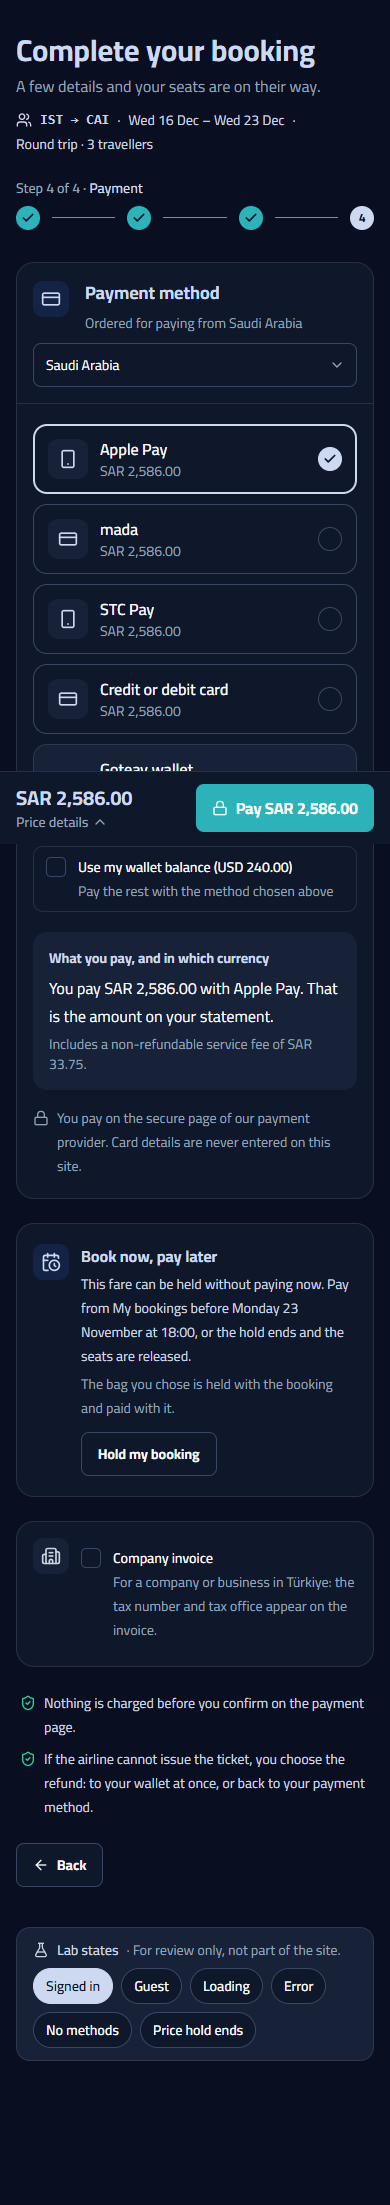 Complete your booking
A few details and your seats are on their way.
IST → CAI · Wed 16 Dec – Wed 23 Dec ·
Round trip · 3 travellers
Step 4 of 4 · Payment
4
Payment method
Ordered for paying from Saudi Arabia
Saudi Arabia
Apple Pay
SAR 2,586.00
mada
SAR 2,586.00
STC Pay
SAR 2,586.00
Credit or debit card
SAR 2,586.00
Goteay wallet
SAR 2,586.00
Price details
Pay SAR 2,586.00
Use my wallet balance (USD 240.00)
Pay the rest with the method chosen above
What you pay, and in which currency
You pay SAR 2,586.00 with Apple Pay. That
is the amount on your statement.
Includes a non-refundable service fee of SAR
33.75.
You pay on the secure page of our payment
provider. Card details are never entered on this
site.
Book now, pay later
This fare can be held without paying now. Pay
from My bookings before Monday 23
November at 18:00, or the hold ends and the
seats are released.
The bag you chose is held with the booking
and paid with it.
Hold my booking
Company invoice
For a company or business in Türkiye: the
tax number and tax office appear on the
invoice.
Nothing is charged before you confirm on the payment
page.
If the airline cannot issue the ticket, you choose the
refund: to your wallet at once, or back to your payment
method.
Back
Lab states · For review only, not part of the site.
Signed in
Guest
Loading
Error
No methods
Price hold ends